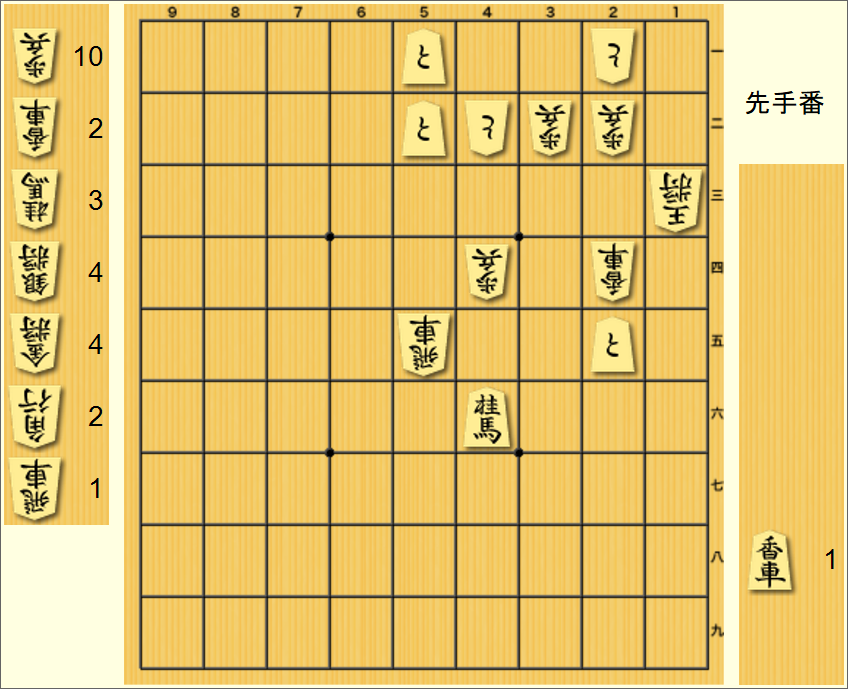 9 8 7 6 5 4 3 2 1
歩兵 10
香車 2
桂馬 3
銀将 4
金将 4
角行 2
飛車 1
と と 一
と と 歩兵 歩兵 二
王将 三
歩兵 香車 四
飛車 と 五
桂馬 六
七
八
九
先手番
香車 1